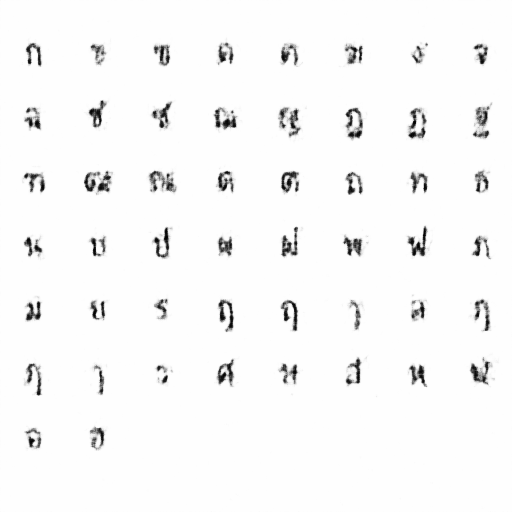 ก ข ฃ ค ฅ ฆ ง จ
ฉ ช ซ ฌ ญ ฎ ฏ ฐ
ฑ ฒ ณ ด ต ถ ท ธ
น บ ป ผ ฝ พ ฟ ภ
ม ย ร ฤ ฤ ๅ ล ฦ
ฦ ๅ ว ศ ษ ส ห ฬ
อ ฮ